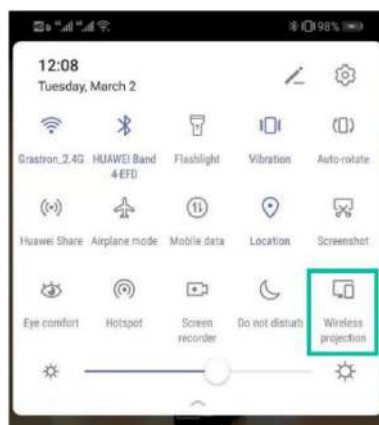 98%
12:08
Tuesday, March 2
Grastron_2.4G HUAWEI Band 4-EFD Flashlight Vibration Auto-rotate
Huawei Share Airplane mode Mobile data Location Screenshot
Eye comfort Hotspot Screen recorder Do not disturb Wireless projection